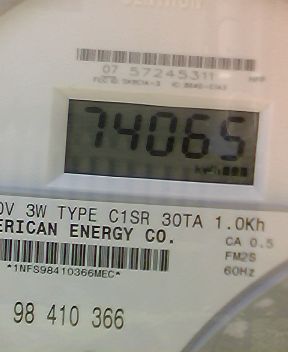 07 57245311
74065
kWh
0V 3W TYPE C1SR 30TA 1.0Kh
ERICAN ENERGY CO.
CA 0.5
FM2S
60Hz
*1NFS98410366MEC*
98 410 366